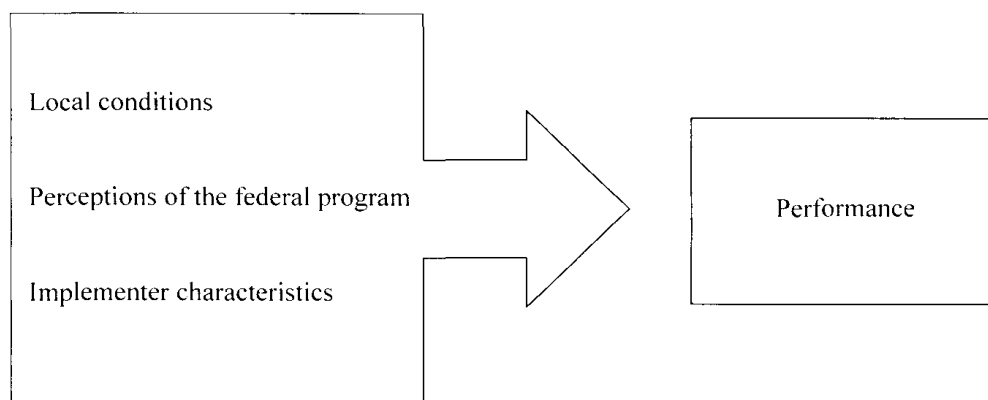 Local conditions
Perceptions of the federal program
Implementer characteristics
Performance